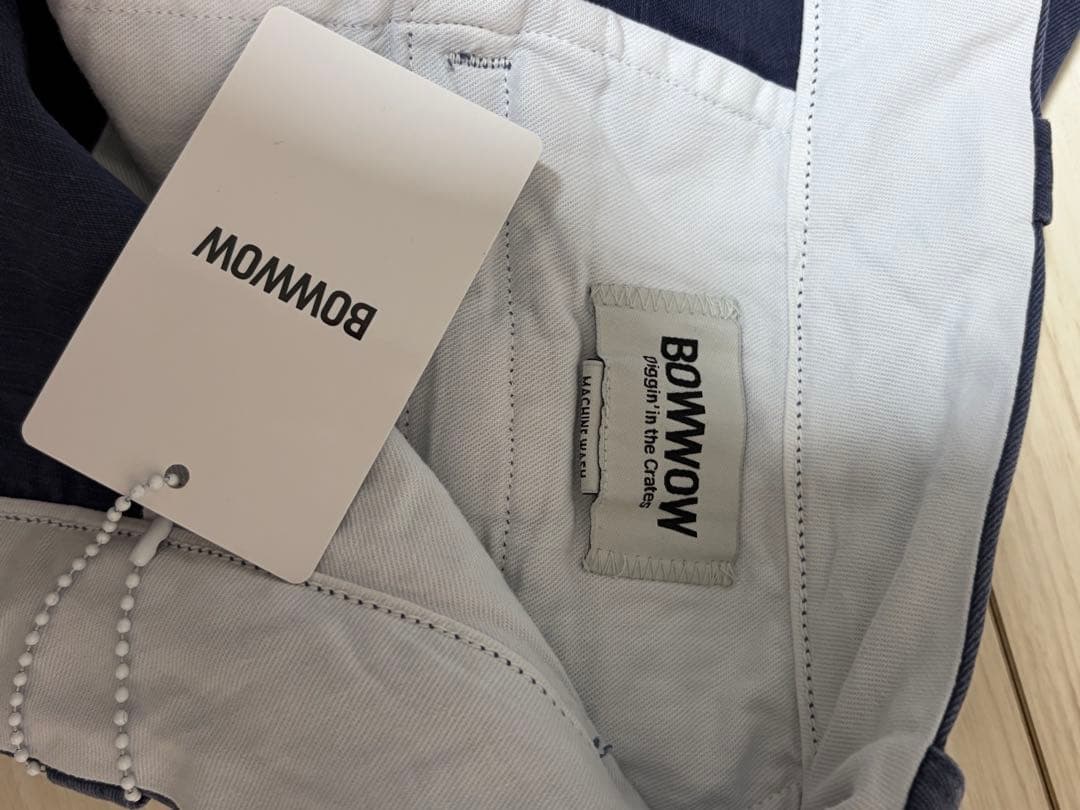 BOWWOW
BOWWOW
Diggin' in the Crates
MACHINE WASH